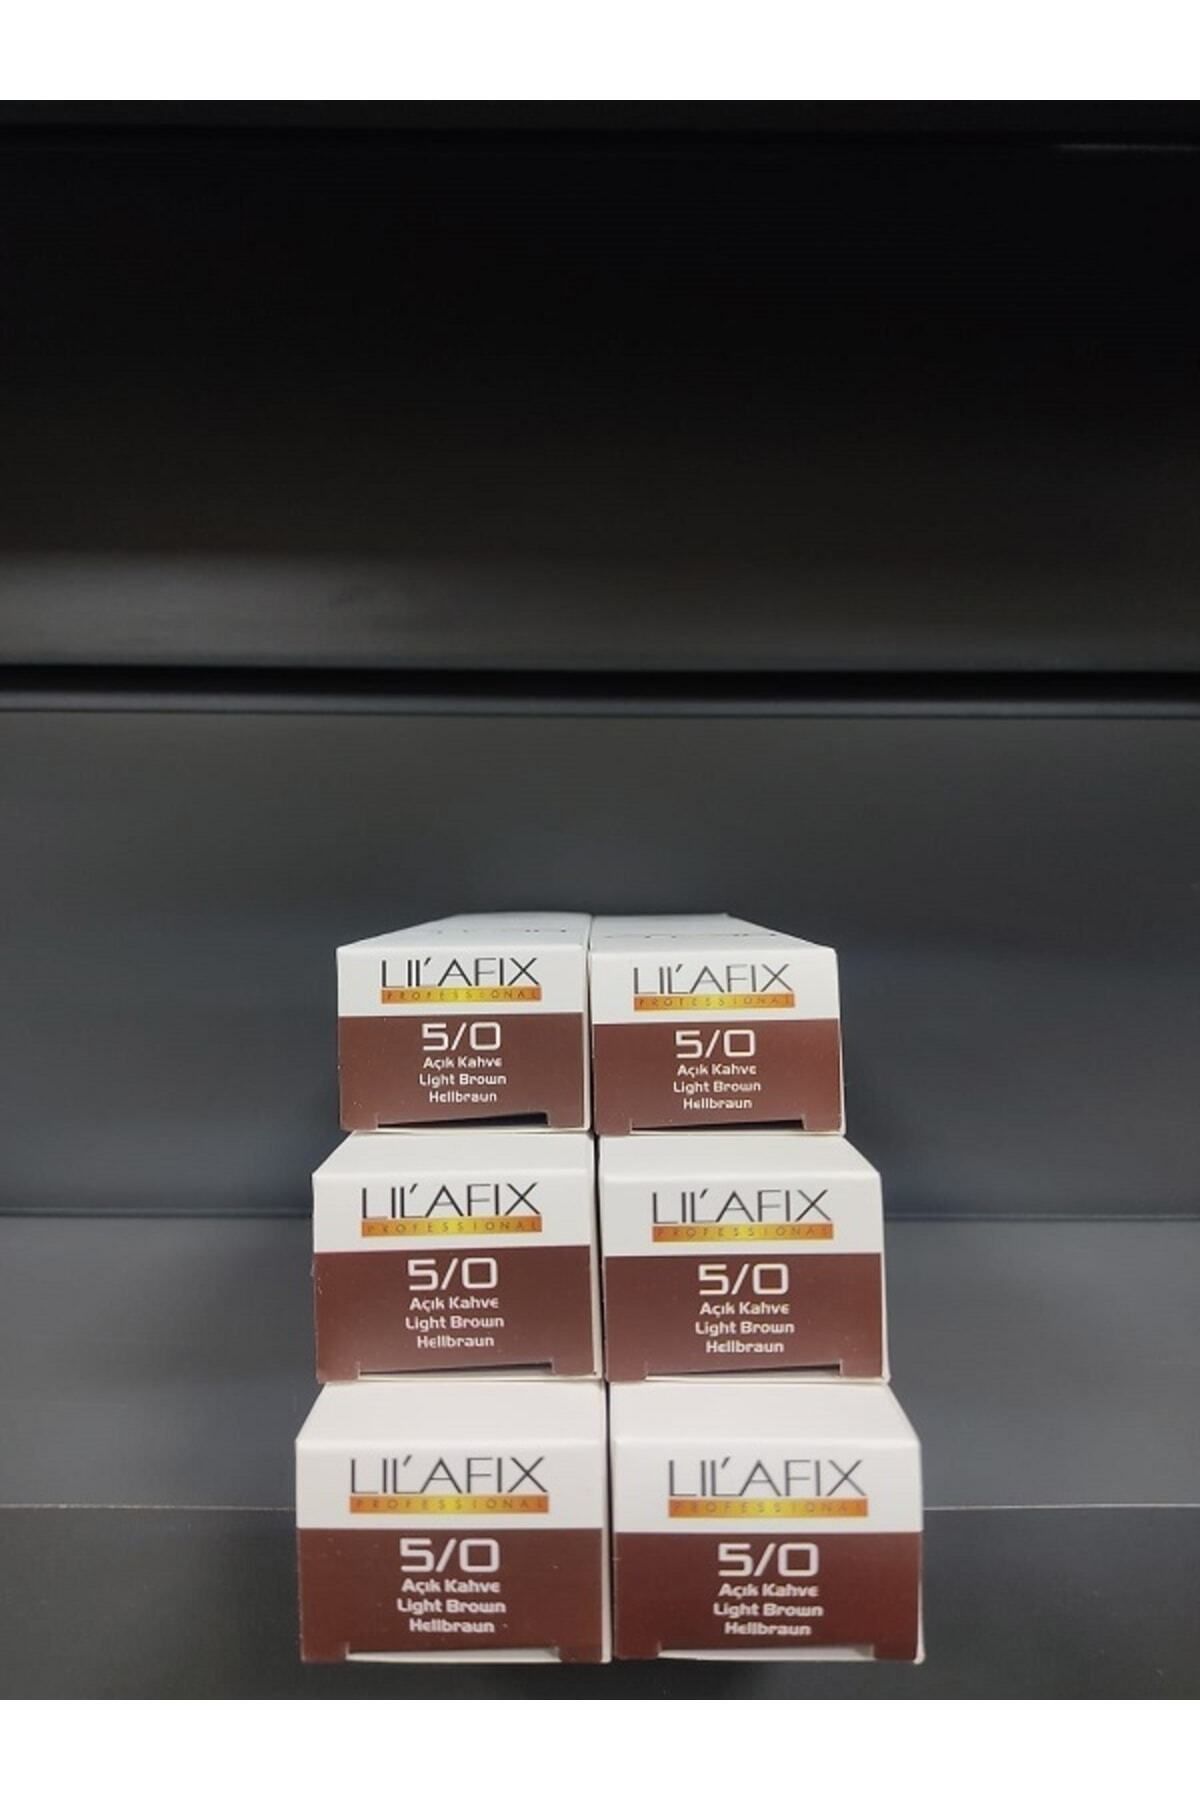 LIL'AFIX
PROFESSIONAL
5/0
Açık Kahve
Light Brown
Hellbraun
LIL'AFIX
PROFESSIONAL
5/0
Açık Kahve
Light Brown
Hellbraun
LIL'AFIX
PROFESSIONAL
5/0
Açık Kahve
Light Brown
Hellbraun
LIL'AFIX
PROFESSIONAL
5/0
Açık Kahve
Light Brown
Hellbraun
LIL'AFIX
PROFESSIONAL
5/0
Açık Kahve
Light Brown
Hellbraun
LIL'AFIX
PROFESSIONAL
5/0
Açık Kahve
Light Brown
Hellbraun